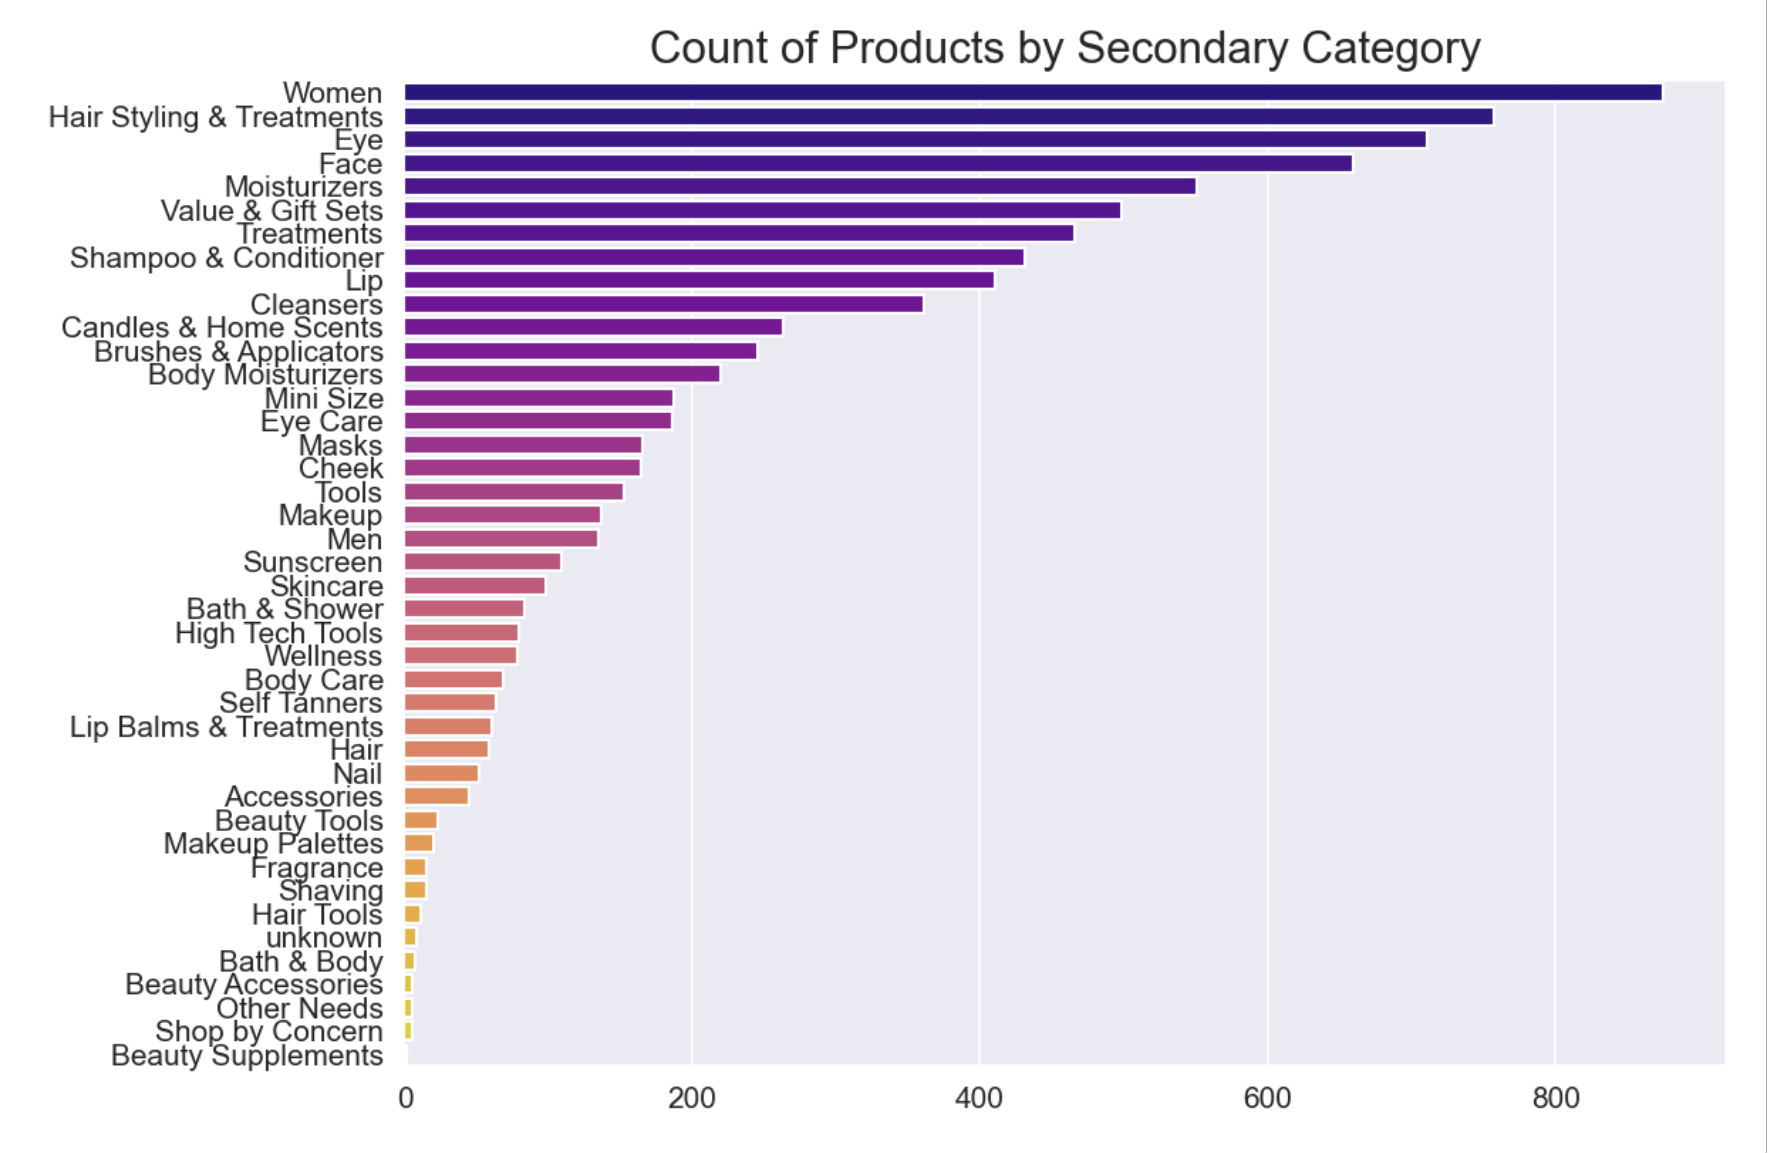 Count of Products by Secondary Category
Women
Hair Styling & Treatments
Eye
Face
Moisturizers
Value & Gift Sets
Treatments
Shampoo & Conditioner
Lip
Cleansers
Candles & Home Scents
Brushes & Applicators
Body Moisturizers
Mini Size
Eye Care
Masks
Cheek
Tools
Makeup
Men
Sunscreen
Skincare
Bath & Shower
High Tech Tools
Wellness
Body Care
Self Tanners
Lip Balms & Treatments
Hair
Nail
Accessories
Beauty Tools
Makeup Palettes
Fragrance
Shaving
Hair Tools
unknown
Bath & Body
Beauty Accessories
Other Needs
Shop by Concern
Beauty Supplements
0 200 400 600 800